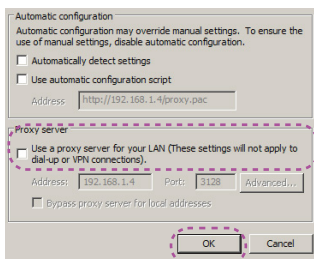 Automatic configuration
Automatic configuration may override manual settings. To ensure the
use of manual settings, disable automatic configuration.
Automatically detect settings
Use automatic configuration script
Address http://192.168.1.4/proxy.pac
Proxy server
Use a proxy server for your LAN (These settings will not apply to
dial-up or VPN connections).
Address: 192.168.1.4 Port: 3128 Advanced...
Bypass proxy server for local addresses
OK Cancel